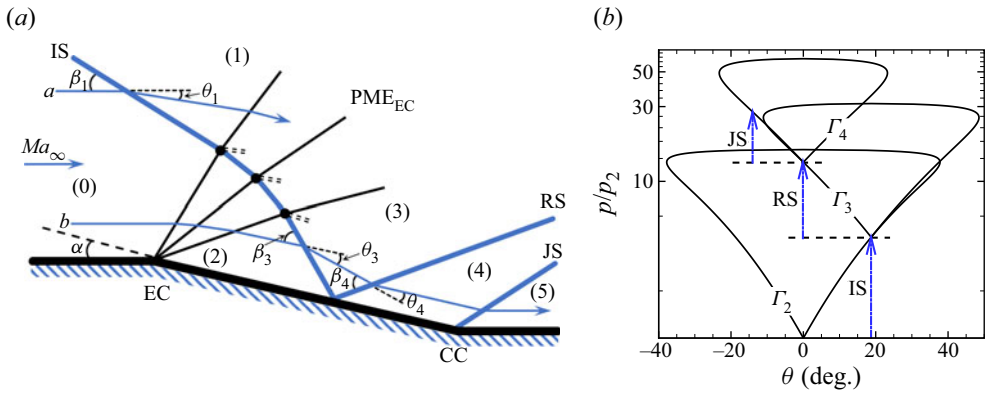 (a)
(b)
IS
(1)
β1
a
θ1
PMEEC
Ma∞
(0)
(3)
RS
b
JS
α
(2)
β3
θ3
(4)
β4
θ4
(5)
EC
CC
50
30
10
p/p2
JS
Γ4
RS
Γ3
Γ2
IS
−40
−20
0
20
40
θ (deg.)